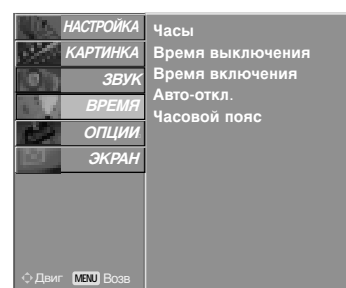 НАСТРОЙКА
КАРТИНКА
ЗВУК
ВРЕМЯ
ОПЦИИ
ЭКРАН
Часы
Время выключения
Время включения
Авто-откл.
Часовой пояс
Двиг MENU Возв